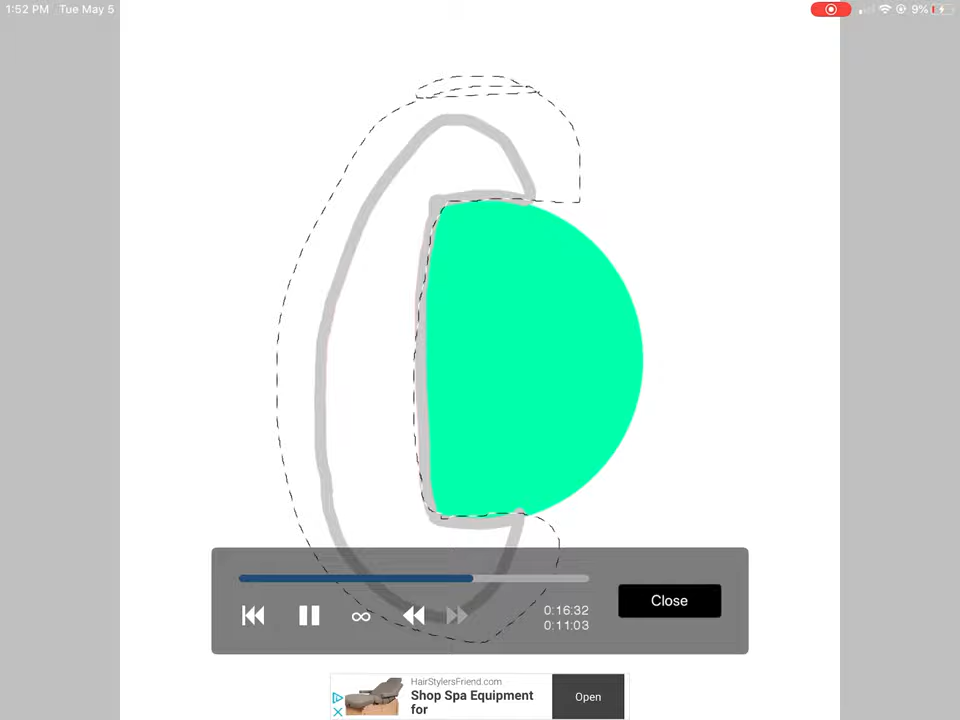 1:52 PM Tue May 5
9%
0:16:32
0:11:03
Close
HairStylersFriend.com
Shop Spa Equipment
for
Open